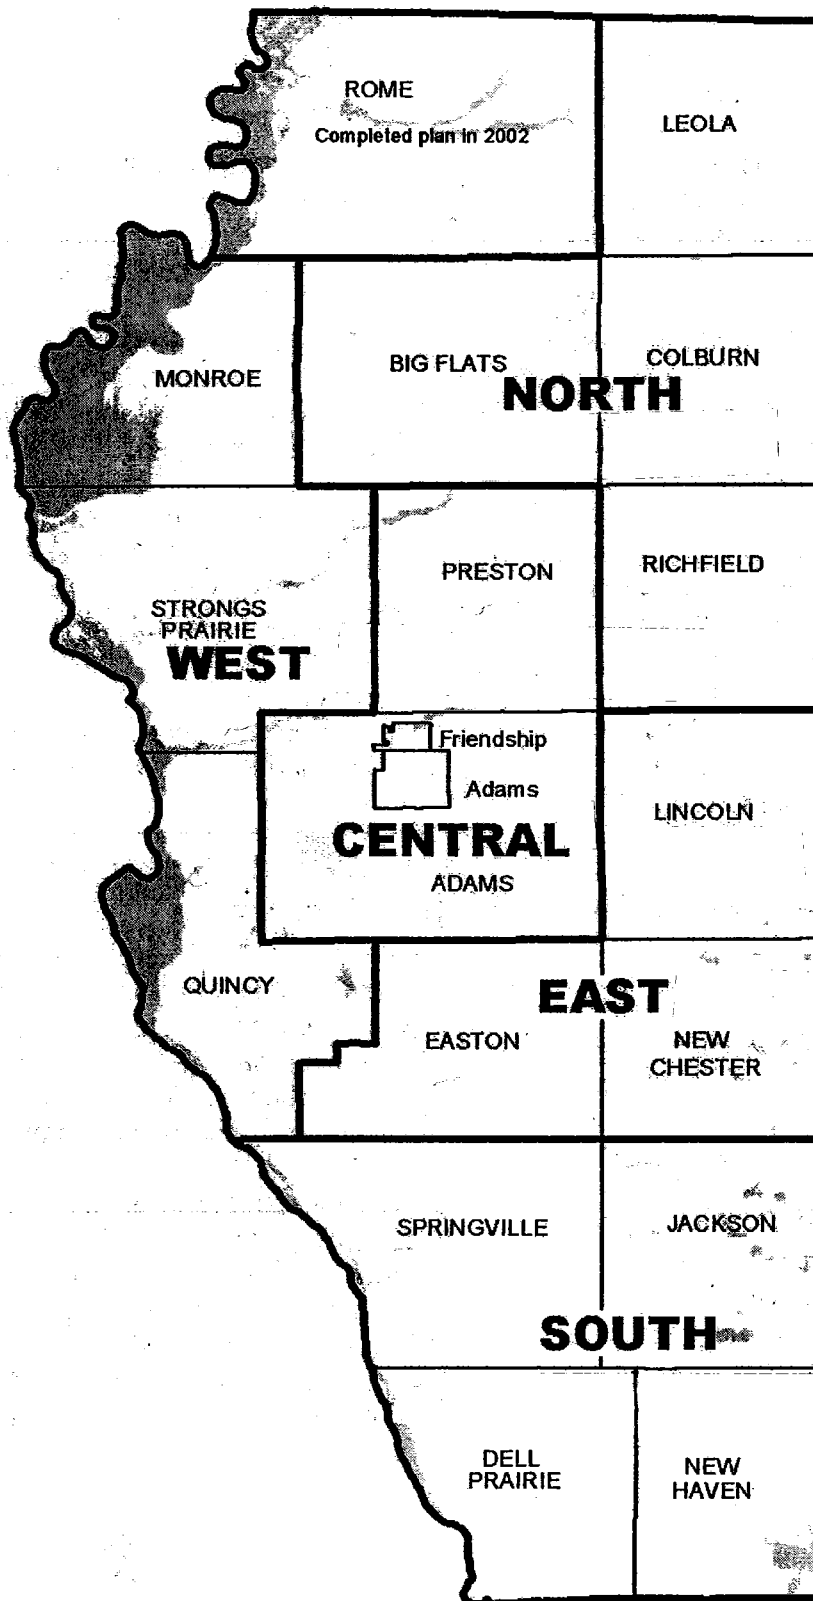 ROME
Completed plan in 2002
LEOLA
MONROE
BIG FLATS
COLBURN
NORTH
PRESTON
RICHFIELD
STRONGS
PRAIRIE
WEST
Friendship
Adams
LINCOLN
CENTRAL
ADAMS
QUINCY
EAST
EASTON
NEW
CHESTER
SPRINGVILLE
JACKSON
SOUTH
DELL
PRAIRIE
NEW
HAVEN